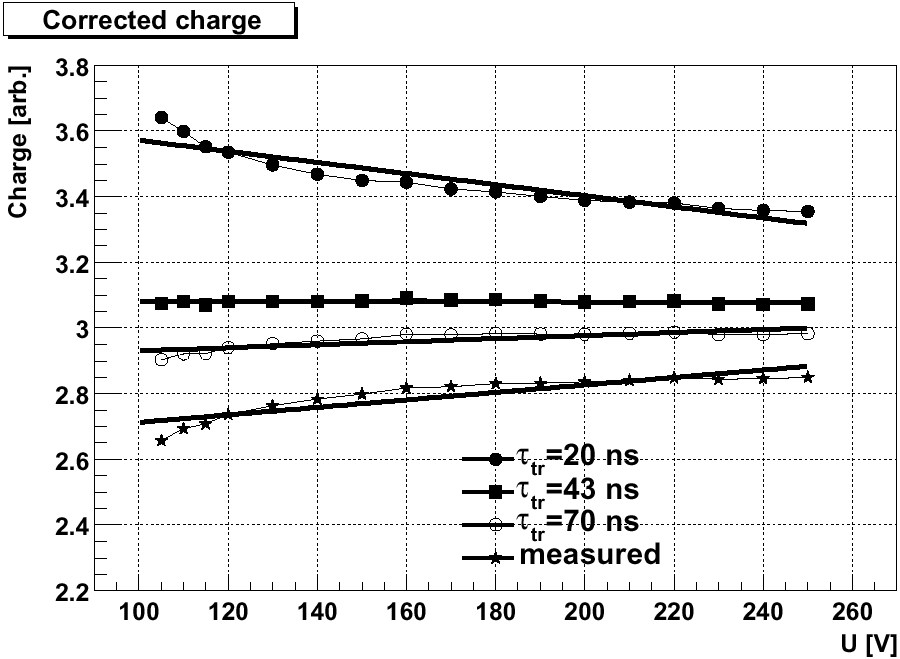 Corrected charge
Charge [arb.]
3.8
3.6
3.4
3.2
3
2.8
2.6
2.4
2.2
τtr=20 ns
τtr=43 ns
τtr=70 ns
measured
100 120 140 160 180 200 220 240 260
U [V]